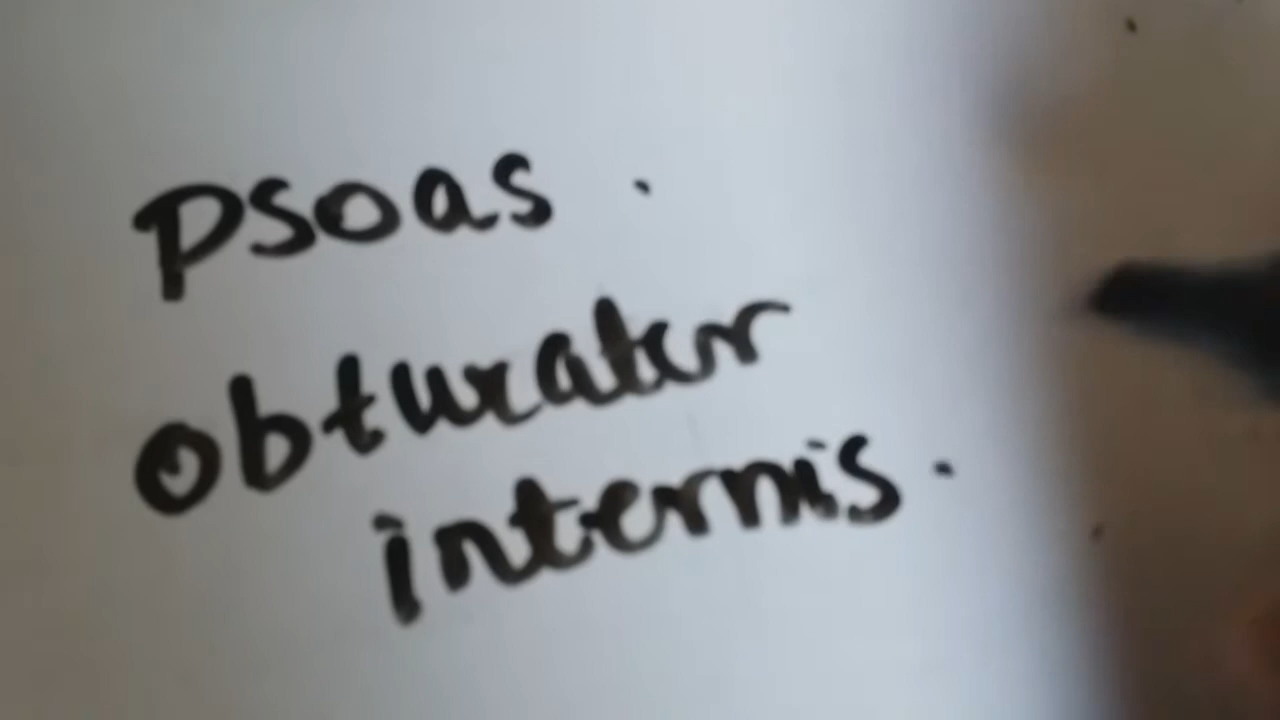 psoas .
obturator
internis .